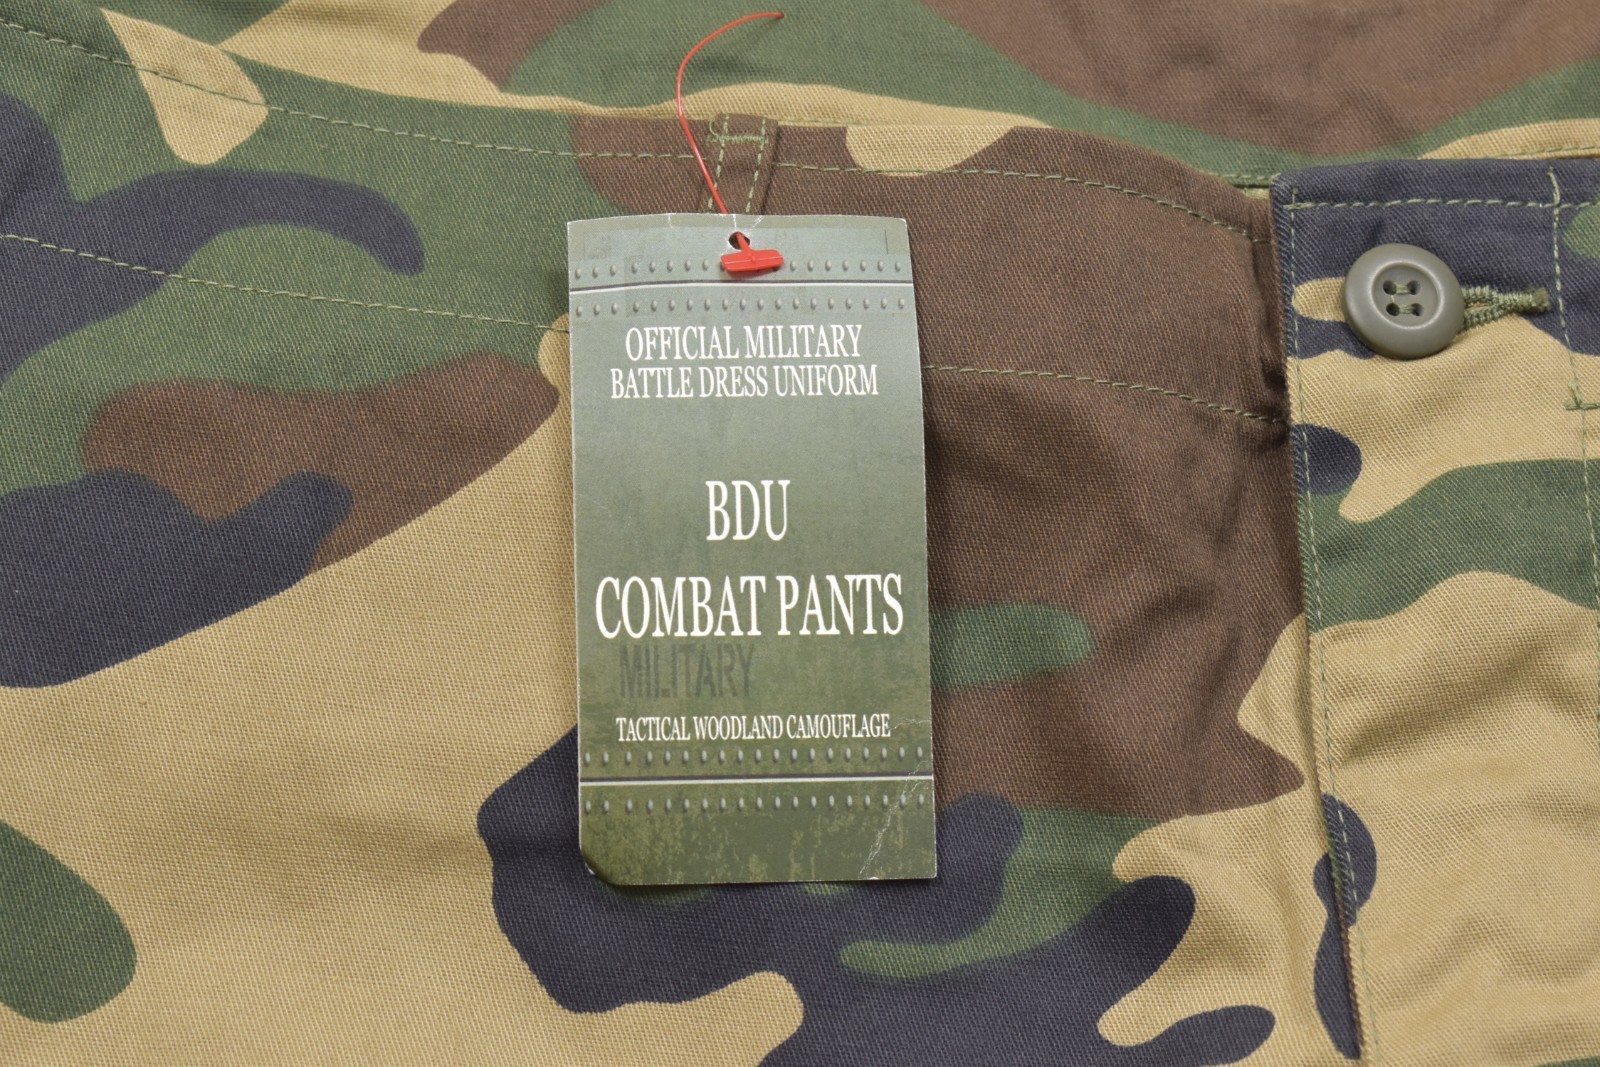 OFFICIAL MILITARY
BATTLE DRESS UNIFORM
BDU
COMBAT PANTS
MILITARY
TACTICAL WOODLAND CAMOUFLAGE